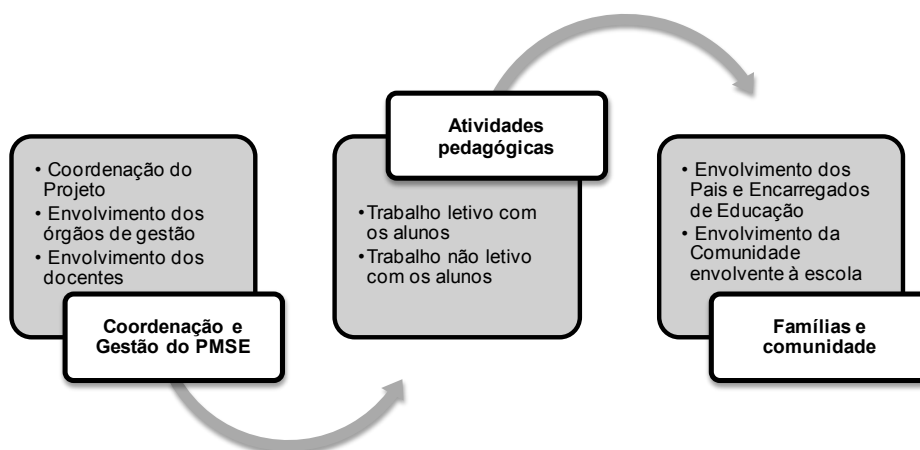 • Coordenação do
Projeto
• Envolvimento dos
órgãos de gestão
• Envolvimento dos
docentes
Coordenação e
Gestão do PMSE
Atividades
pedagógicas
• Trabalho letivo com
os alunos
• Trabalho não letivo
com os alunos
• Envolvimento dos
Pais e Encarregados
de Educação
• Envolvimento da
Comunidade
envolvente à escola
Famílias e
comunidade